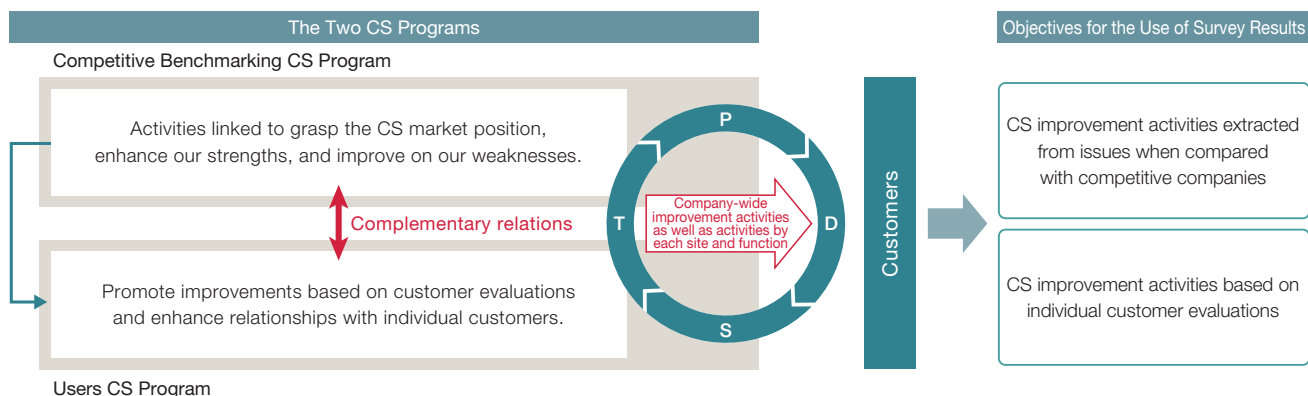 The Two CS Programs
Objectives for the Use of Survey Results
Competitive Benchmarking CS Program
Activities linked to grasp the CS market position,
enhance our strengths, and improve on our weaknesses.
Complementary relations
Promote improvements based on customer evaluations
and enhance relationships with individual customers.
Users CS Program
P
D
S
T
Company-wide
improvement activities
as well as activities by
each site and function
Customers
CS improvement activities extracted
from issues when compared
with competitive companies
CS improvement activities based on
individual customer evaluations